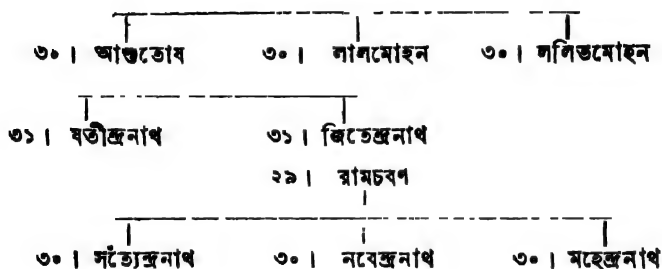 ৩০। আশুতোষ ৩০। লালমোহন ৩০। ললিতমোহন
৩১। যতীন্দ্রনাথ ৩১। জিতেন্দ্রনাথ
২৯। রামচবণ
৩০। সত্যেন্দ্রনাথ ৩০। নবেন্দ্রনাথ ৩০। মহেন্দ্রনাথ